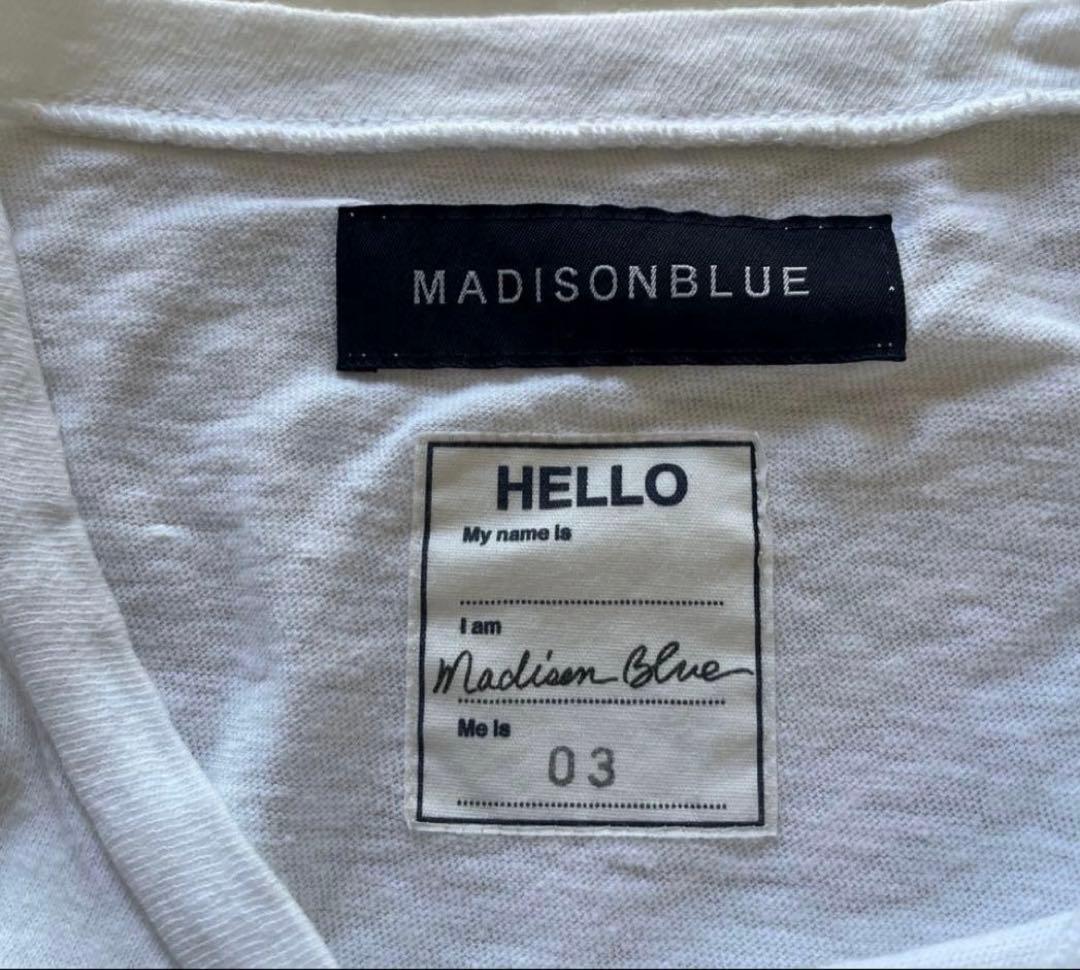 MADISONBLUE
HELLO
My name is
I am
Madison Blue
Me is
03